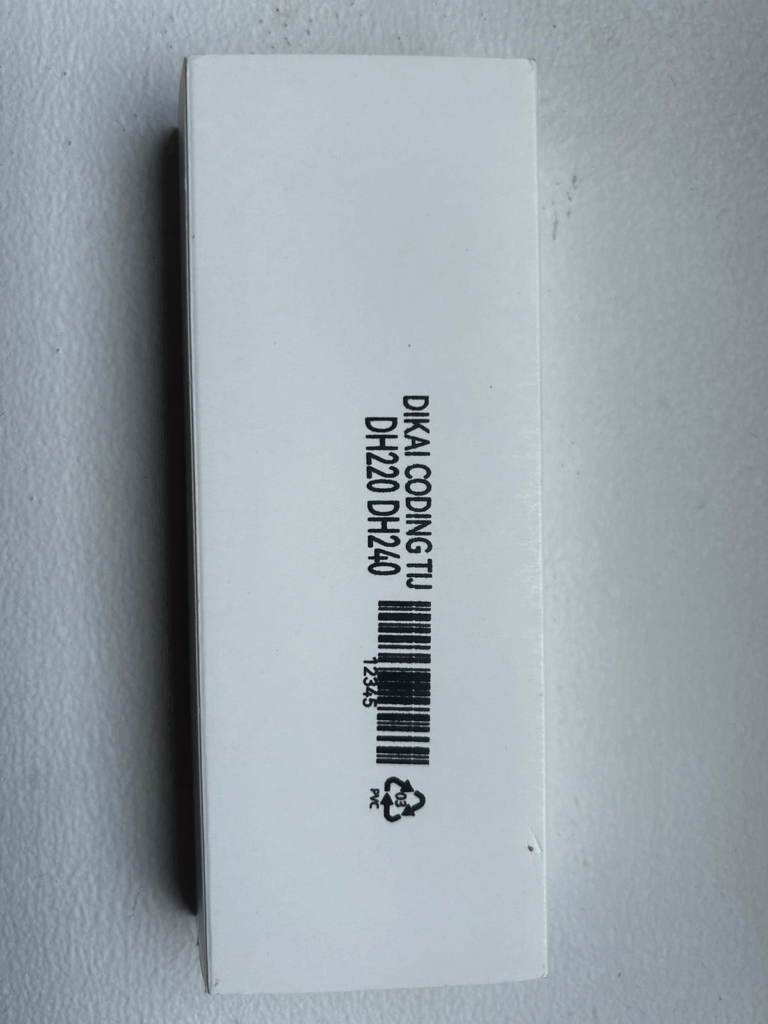 DIKAI CODING TIJ
DH220 DH240
12345
03
PVC